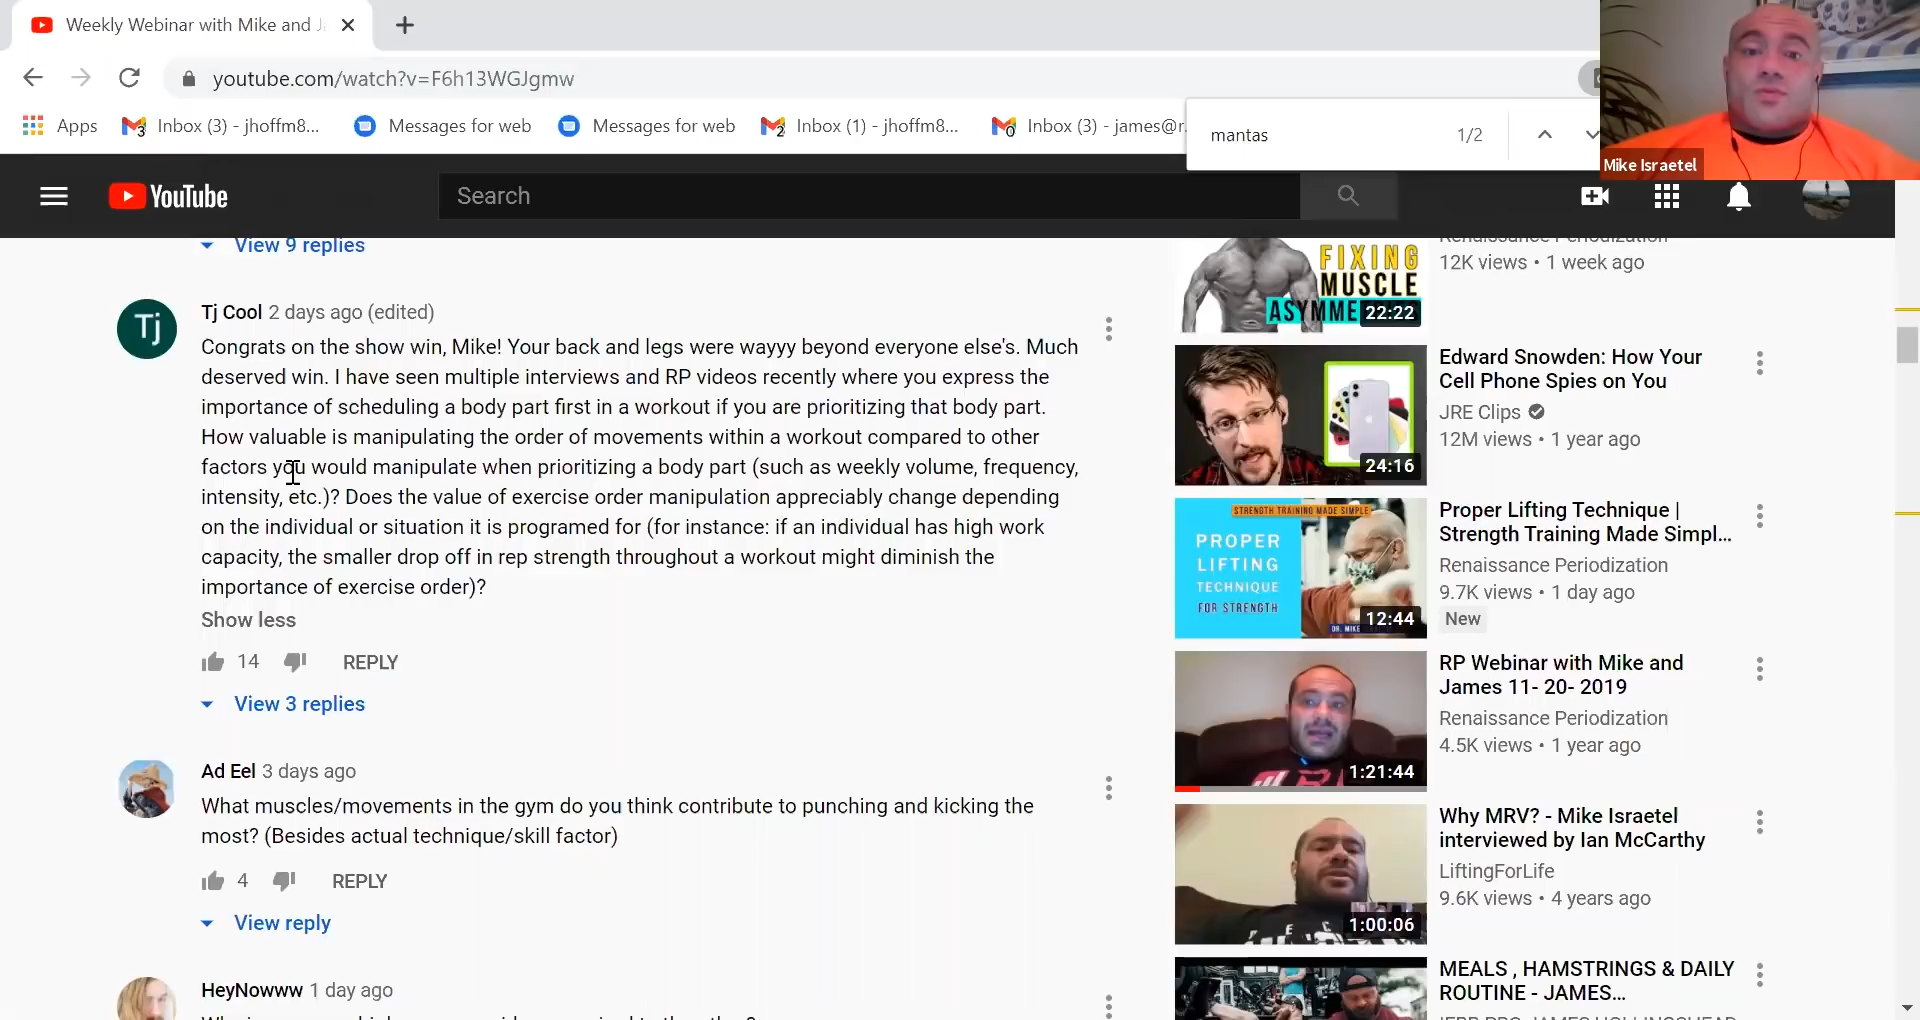 Weekly Webinar with Mike and J
youtube.com/watch?v=F6h13WGJgmw
Apps
3 Inbox (3) - jhoffm8...
Messages for web
Messages for web
2 Inbox (1) - jhoffm8...
0 Inbox (3) - james@r
mantas
1/2
Mike Israetel
YouTube
Search
View 9 replies
Tj
Tj Cool 2 days ago (edited)
Congrats on the show win, Mike! Your back and legs were wayyy beyond everyone else's. Much
deserved win. I have seen multiple interviews and RP videos recently where you express the
importance of scheduling a body part first in a workout if you are prioritizing that body part.
How valuable is manipulating the order of movements within a workout compared to other
factors you would manipulate when prioritizing a body part (such as weekly volume, frequency,
intensity, etc.)? Does the value of exercise order manipulation appreciably change depending
on the individual or situation it is programed for (for instance: if an individual has high work
capacity, the smaller drop off in rep strength throughout a workout might diminish the
importance of exercise order)?
Show less
14
REPLY
View 3 replies
Ad Eel 3 days ago
What muscles/movements in the gym do you think contribute to punching and kicking the
most? (Besides actual technique/skill factor)
4
REPLY
View reply
HeyNowww 1 day ago
FIXING
MUSCLE
ASYMME
22:22
Renaissance Periodization
12K views • 1 week ago
24:16
Edward Snowden: How Your
Cell Phone Spies on You
JRE Clips
12M views • 1 year ago
STRENGTH TRAINING MADE SIMPLE
PROPER
LIFTING
TECHNIQUE
FOR STRENGTH
DR. MIKE
12:44
Proper Lifting Technique |
Strength Training Made Simpl...
Renaissance Periodization
9.7K views • 1 day ago
New
1:21:44
RP Webinar with Mike and
James 11- 20- 2019
Renaissance Periodization
4.5K views • 1 year ago
1:00:06
Why MRV? - Mike Israetel
interviewed by Ian McCarthy
LiftingForLife
9.6K views • 4 years ago
MEALS , HAMSTRINGS & DAILY
ROUTINE - JAMES...